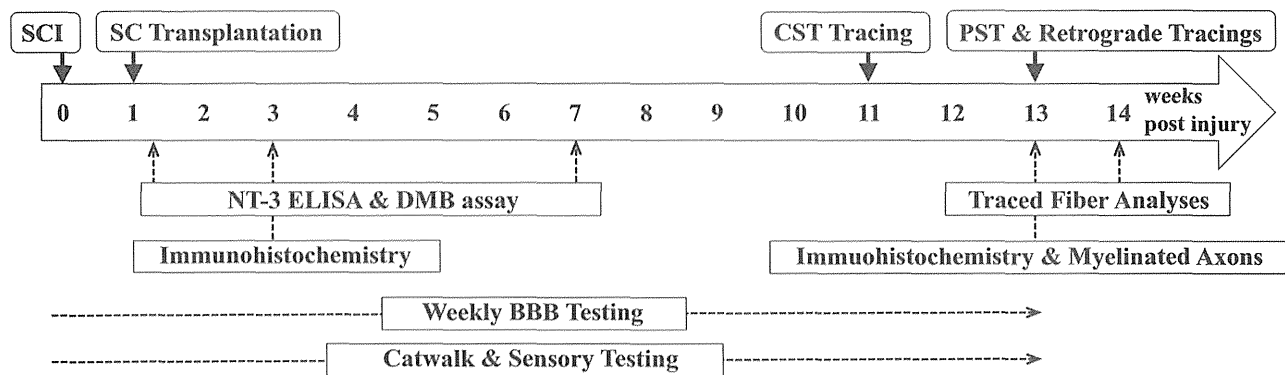 SCI
SC Transplantation
CST Tracing
PST & Retrograde Tracings
0 1 2 3 4 5 6 7 8 9 10 11 12 13 14 weeks
post injury
NT-3 ELISA & DMB assay
Traced Fiber Analyses
Immunohistochemistry
Immuohistochemistry & Myelinated Axons
Weekly BBB Testing
Catwalk & Sensory Testing